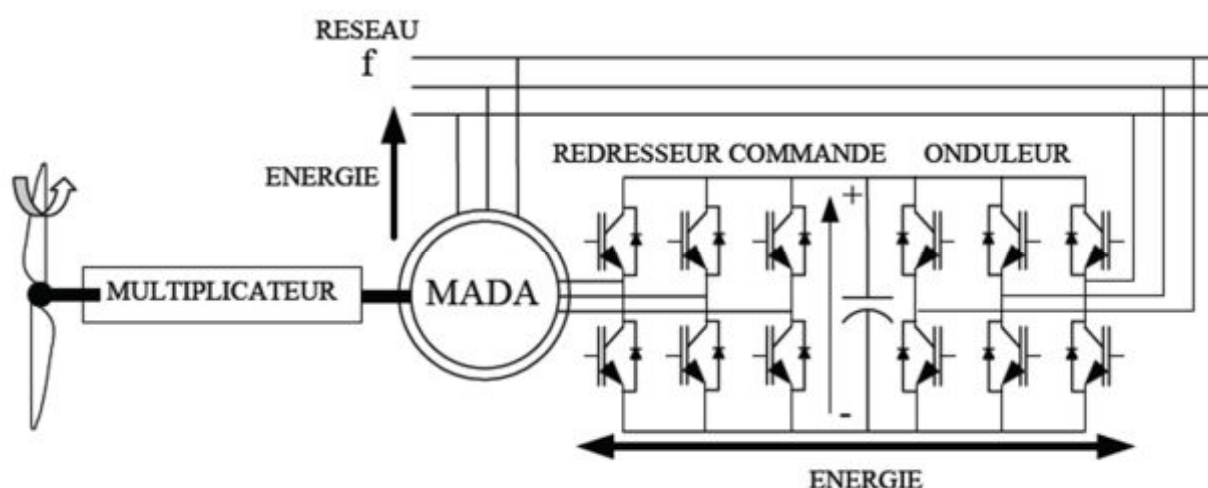 RESEAU
f
ENERGIE
REDRESSEUR COMMANDE
ONDULEUR
+
MULTIPLICATEUR
MADA
-
ENERGIE